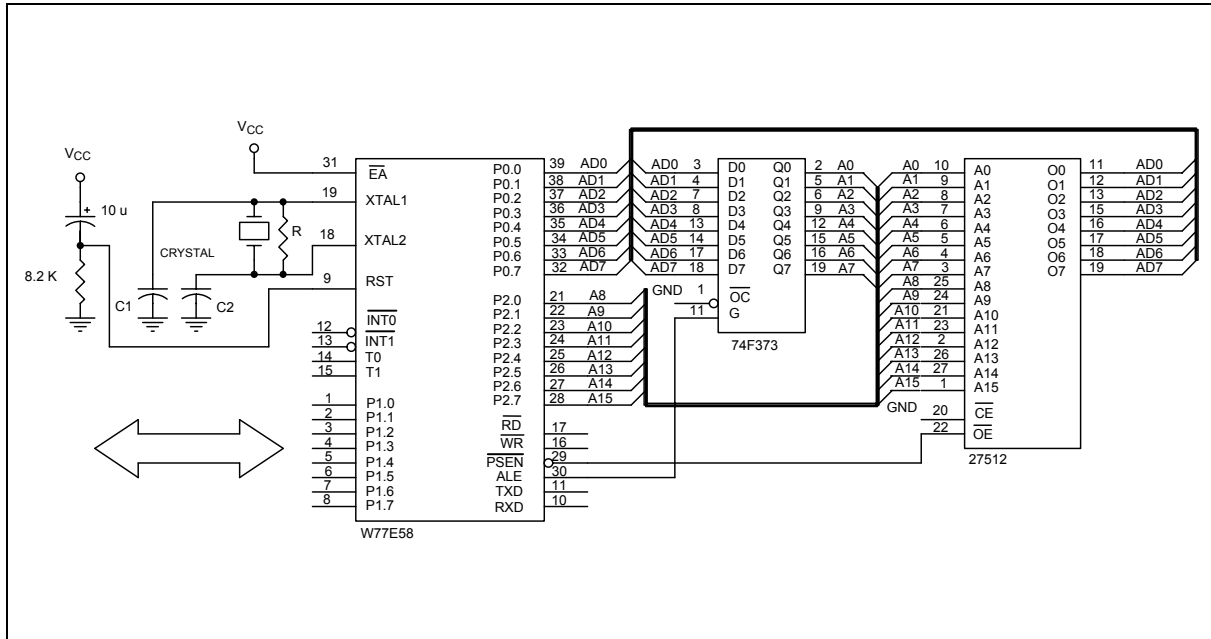 VCC
VCC
10 u
8.2 K
CRYSTAL
C1
C2
R
31
19
18
9
12
13
14
15
1
2
3
4
5
6
7
8
EA
XTAL1
XTAL2
RST
INT0
INT1
T0
T1
P1.0
P1.1
P1.2
P1.3
P1.4
P1.5
P1.6
P1.7
P0.0 39 AD0
P0.1 38 AD1
P0.2 37 AD2
P0.3 36 AD3
P0.4 35 AD4
P0.5 34 AD5
P0.6 33 AD6
P0.7 32 AD7
P2.0 21 A8
P2.1 22 A9
P2.2 23 A10
P2.3 24 A11
P2.4 25 A12
P2.5 26 A13
P2.6 27 A14
P2.7 28 A15
RD 17
WR 16
PSEN 29
ALE 30
TXD 11
RXD 10
W77E58
AD0 3 D0 Q0 2 A0
AD1 4 D1 Q1 5 A1
AD2 7 D2 Q2 6 A2
AD3 8 D3 Q3 9 A3
AD4 13 D4 Q4 12 A4
AD5 14 D5 Q5 15 A5
AD6 17 D6 Q6 16 A6
AD7 18 D7 Q7 19 A7
GND 1 OC
11 G
74F373
A0 10 A0
A1 9 A1
A2 8 A2
A3 7 A3
A4 6 A4
A5 5 A5
A6 4 A6
A7 3 A7
A8 25 A8
A9 24 A9
A10 21 A10
A11 23 A11
A12 2 A12
A13 26 A13
A14 27 A14
A15 1 A15
GND 20 CE
22 OE
O0 11 AD0
O1 12 AD1
O2 13 AD2
O3 15 AD3
O4 16 AD4
O5 17 AD5
O6 18 AD6
O7 19 AD7
27512